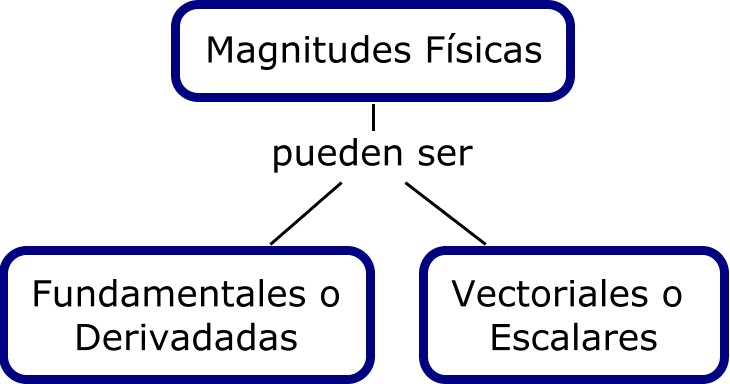 Magnitudes Físicas
pueden ser
Fundamentales o
Derivadadas
Vectoriales o
Escalares